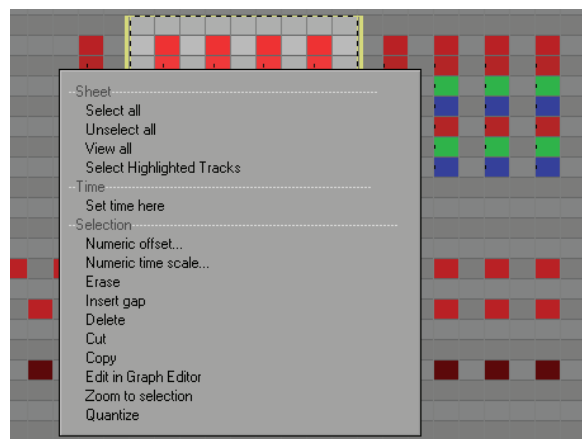 Sheet
Select all
Unselect all
View all
Select Highlighted Tracks
Time
Set time here
Selection
Numeric offset...
Numeric time scale...
Erase
Insert gap
Delete
Cut
Copy
Edit in Graph Editor
Zoom to selection
Quantize